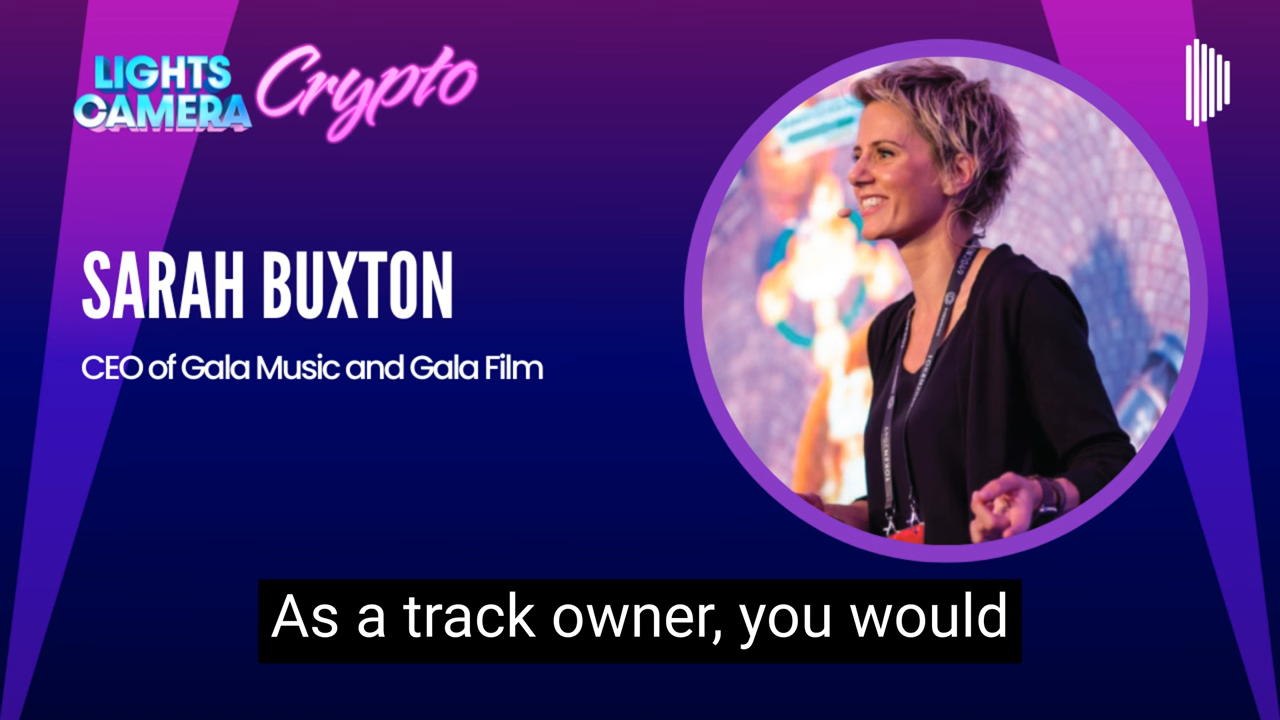 LIGHTS
CAMERA
Crypto
SARAH BUXTON
CEO of Gala Music and Gala Film
As a track owner, you would